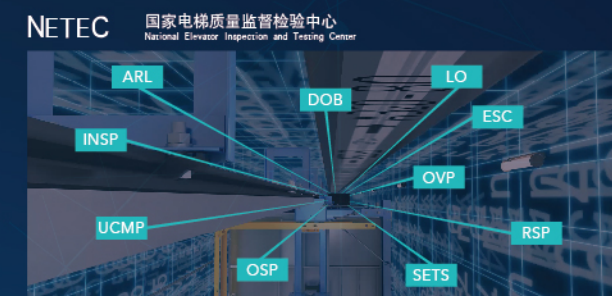 NETEC
国家电梯质量监督检验中心
National Elevator Inspection and Testing Center
ARL
LO
DOB
ESC
INSP
OVP
UCMP
RSP
OSP
SETS